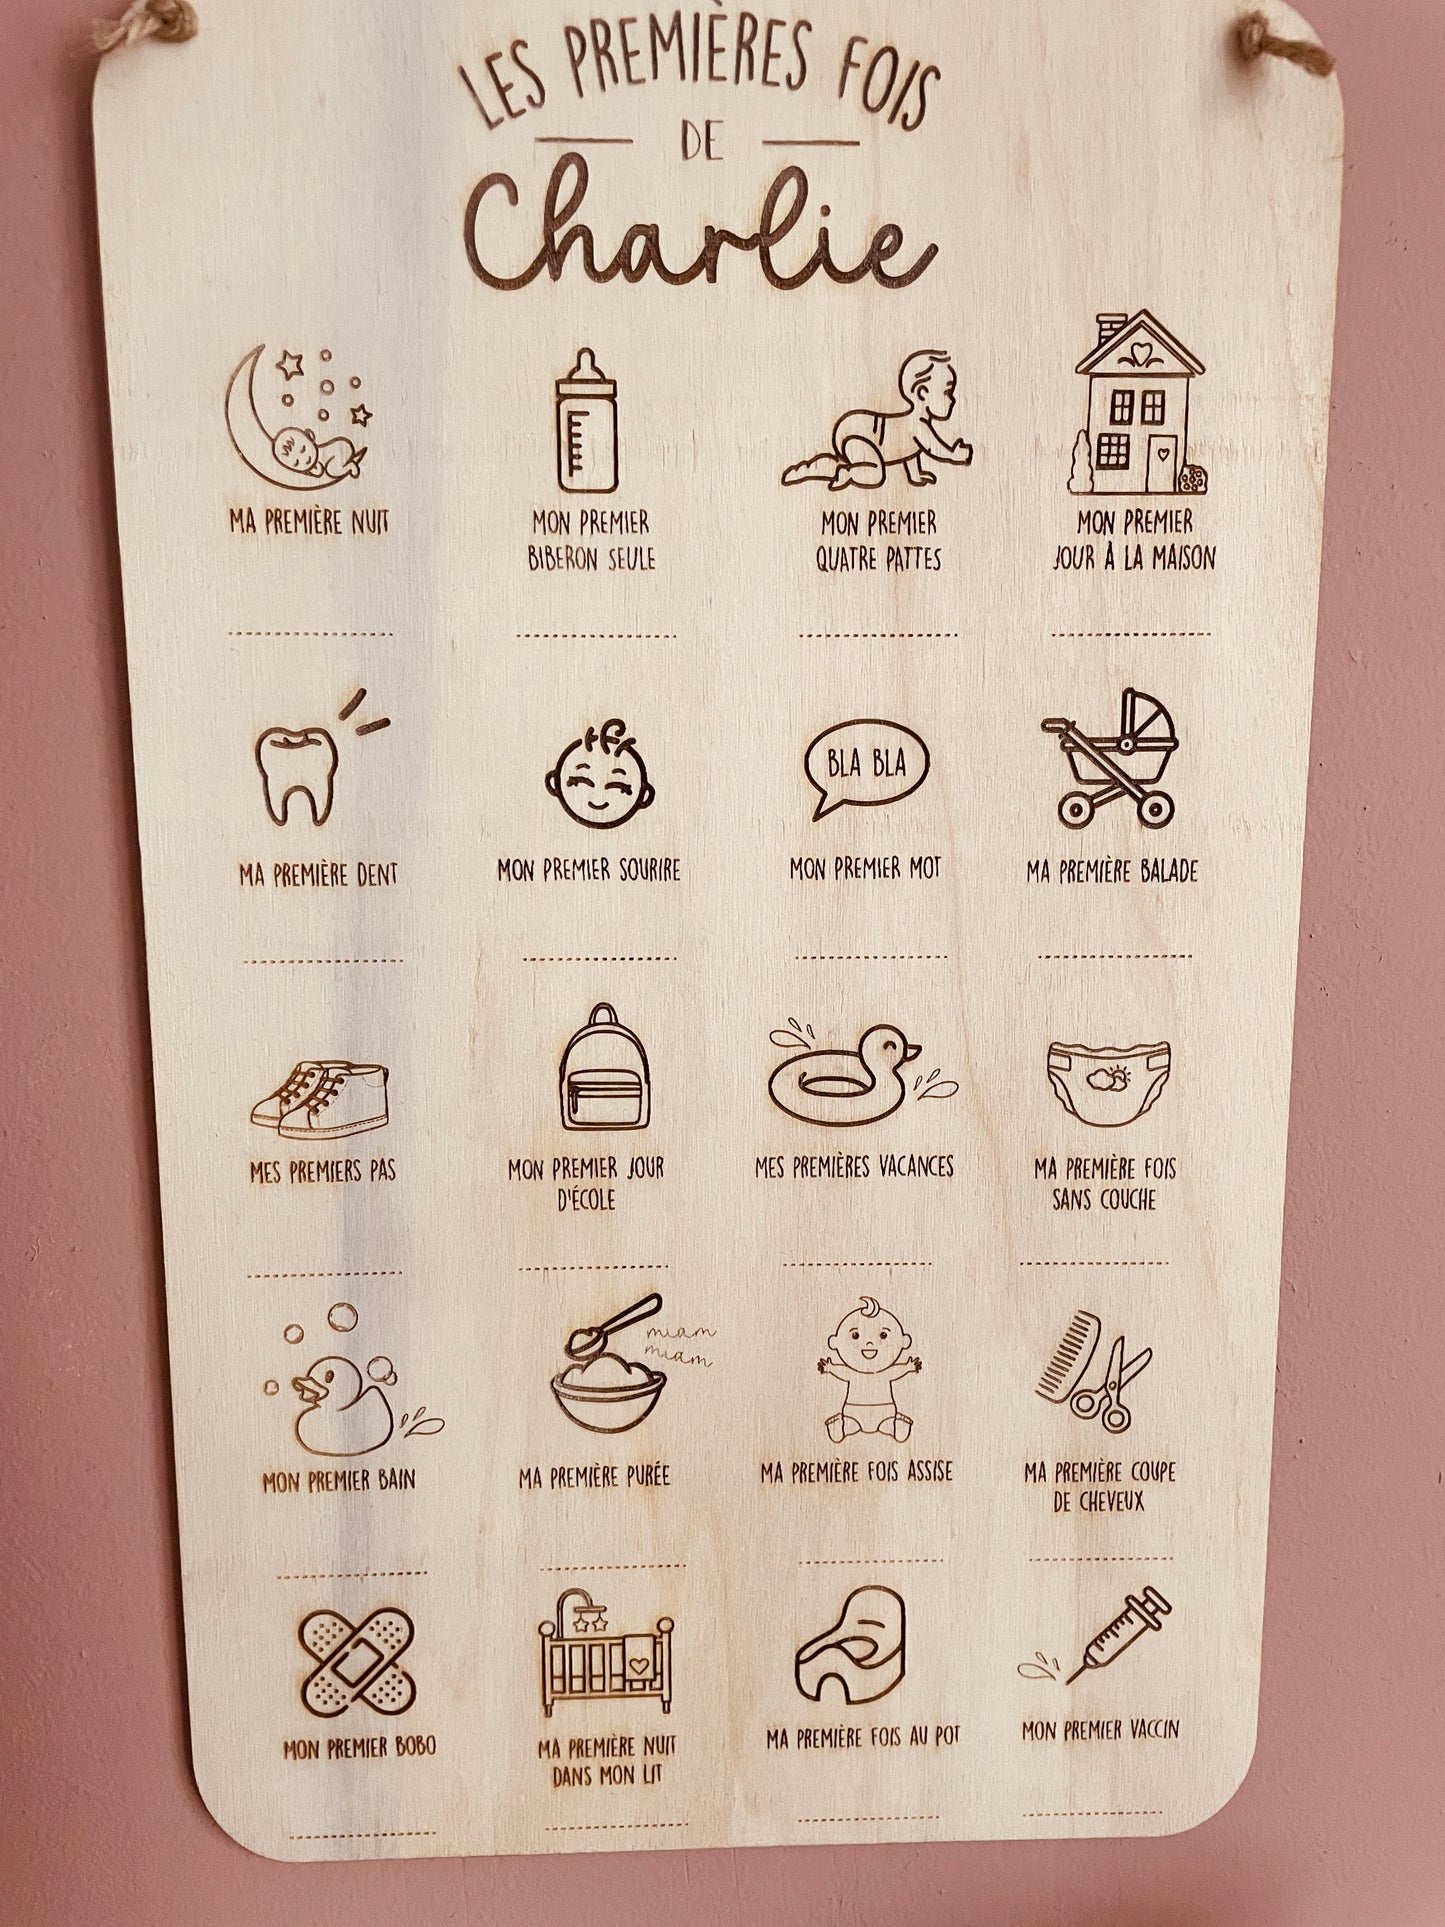 LES PREMIÈRES FOIS
DE
Charlie
MA PREMIÈRE NUIT
MON PREMIER
BIBERON SEULE
MON PREMIER
QUATRE PATTES
MON PREMIER
JOUR À LA MAISON
MA PREMIÈRE DENT
MON PREMIER SOURIRE
BLA BLA
MON PREMIER MOT
MA PREMIÈRE BALADE
MES PREMIERS PAS
MON PREMIER JOUR
D'ÉCOLE
MES PREMIÈRES VACANCES
MA PREMIÈRE FOIS
SANS COUCHE
MON PREMIER BAIN
miam
miam
MA PREMIÈRE PURÉE
MA PREMIÈRE FOIS ASSISE
MA PREMIÈRE COUPE
DE CHEVEUX
MON PREMIER BOBO
MA PREMIÈRE NUIT
DANS MON LIT
MA PREMIÈRE FOIS AU POT
MON PREMIER VACCIN